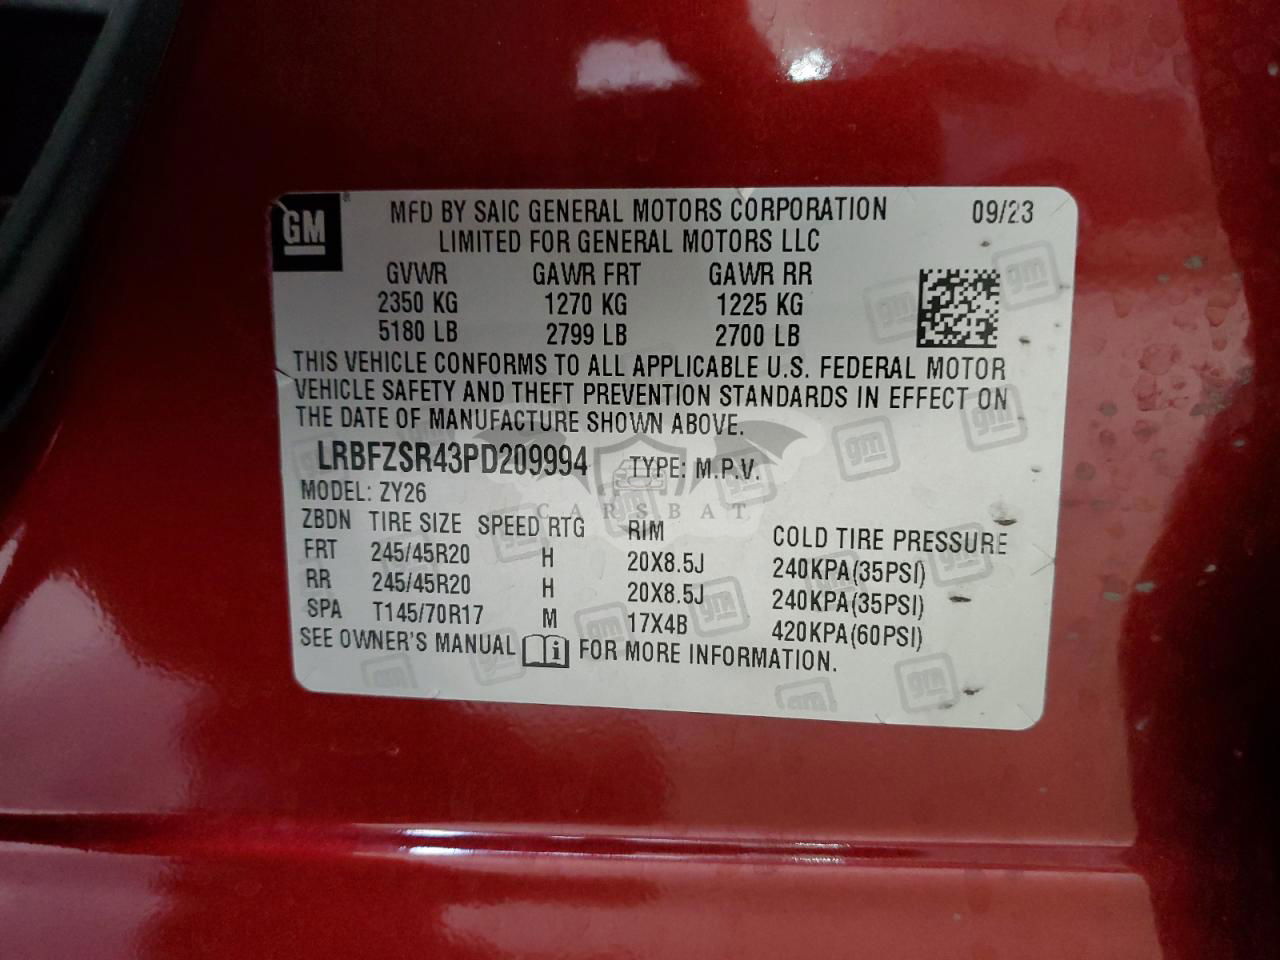 GM
MFD BY SAIC GENERAL MOTORS CORPORATION 09/23
LIMITED FOR GENERAL MOTORS LLC
GVWR GAWR FRT GAWR RR
2350 KG 1270 KG 1225 KG
5180 LB 2799 LB 2700 LB
THIS VEHICLE CONFORMS TO ALL APPLICABLE U.S. FEDERAL MOTOR
VEHICLE SAFETY AND THEFT PREVENTION STANDARDS IN EFFECT ON
THE DATE OF MANUFACTURE SHOWN ABOVE.
LRBFZSR43PD209994 TYPE: M.P.V.
MODEL: ZY26
CARSBAT
ZBDN TIRE SIZE SPEED RTG RIM COLD TIRE PRESSURE
FRT 245/45R20 H 20X8.5J 240KPA(35PSI)
RR 245/45R20 H 20X8.5J 240KPA(35PSI)
SPA T145/70R17 M 17X4B 420KPA(60PSI)
SEE OWNER'S MANUAL i FOR MORE INFORMATION.